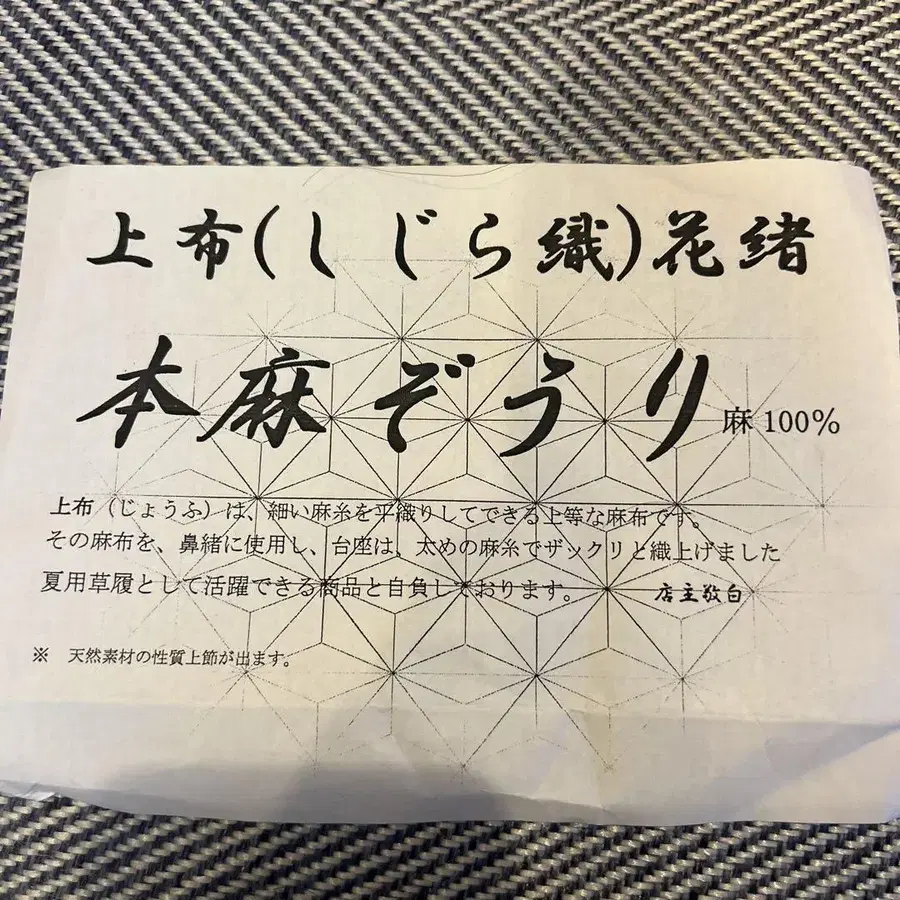 上布(しじら織)花緒
本麻ぞうり 麻100%
上布（じょうふ）は、細い麻糸を平織りしてできる上等な麻布です。
その麻布を、鼻緒に使用し、台座は、太めの麻糸でザックリと織上げました
夏用草履として活躍できる商品と自負しております。 店主敬白
※ 天然素材の性質上節が出ます。